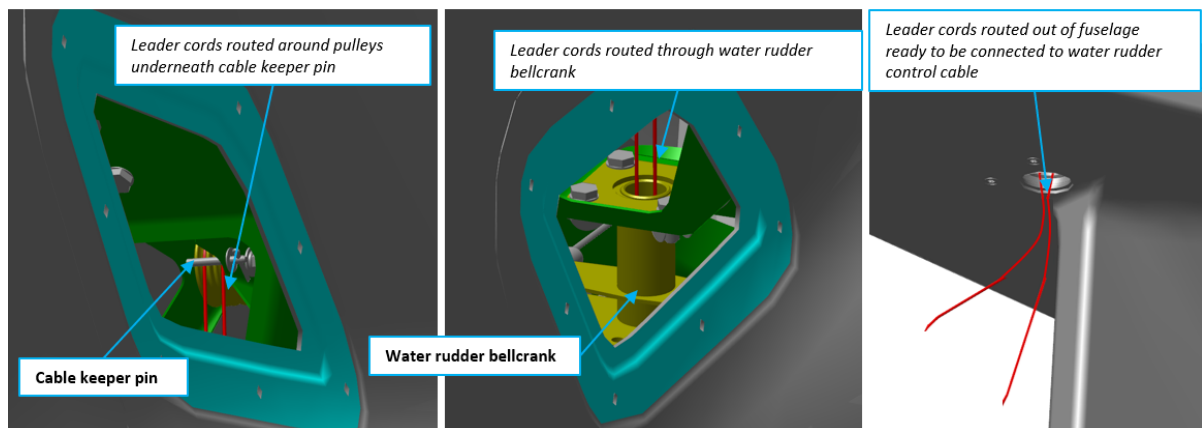 Leader cords routed around pulleys
underneath cable keeper pin
Cable keeper pin
Leader cords routed through water rudder
bellcrank
Water rudder bellcrank
Leader cords routed out of fuselage
ready to be connected to water rudder
control cable